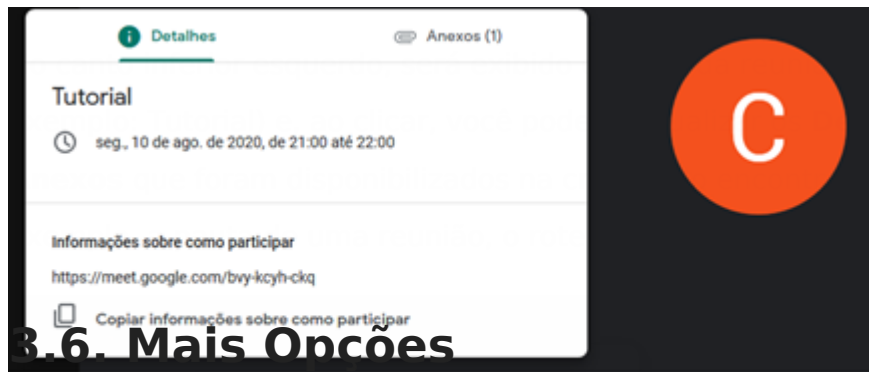 Detalhes
Anexos (1)
Tutorial
seg., 10 de ago. de 2020, de 21:00 até 22:00
Informações sobre como participar
https://meet.google.com/bvy-kcyh-ckq
Copiar informações sobre como participar
3.6. Mais Opções
C